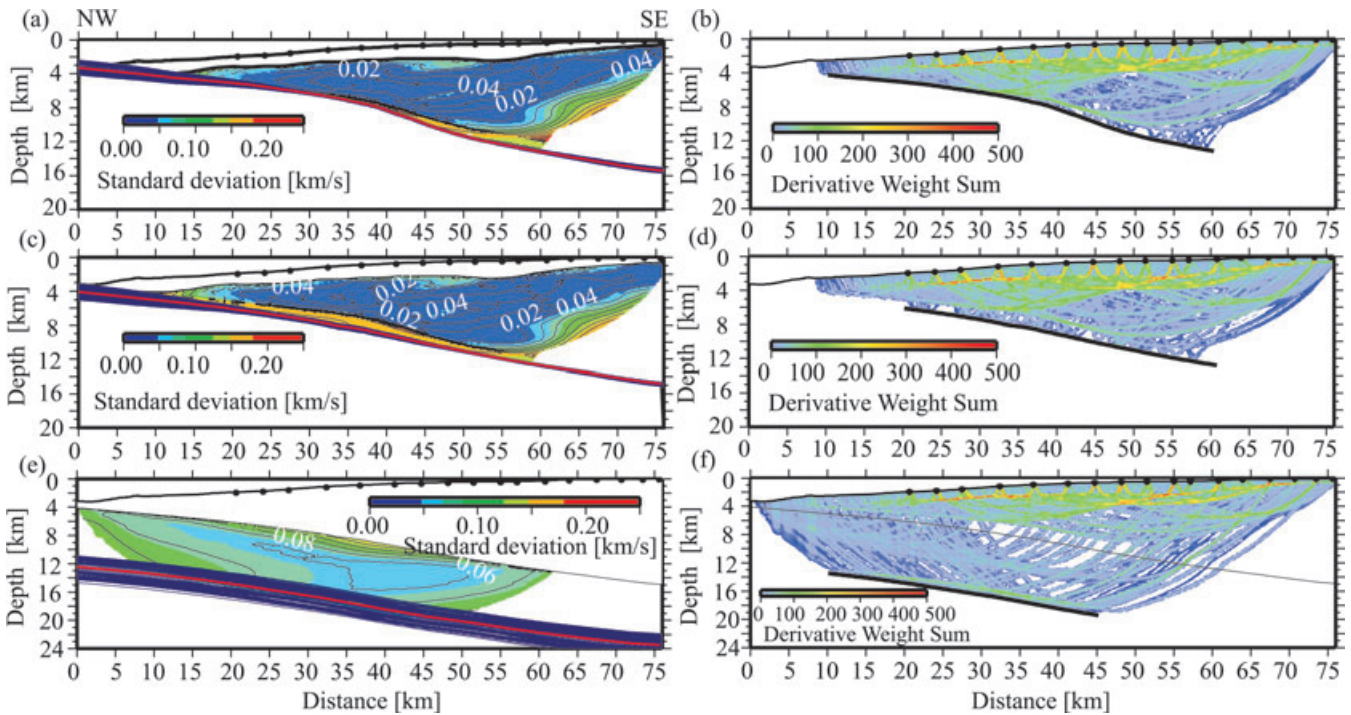 (a) NW SE (b)
0 0
4 4
8 8
12 12
16 16
20 20
Depth [km] Depth [km]
0.02 0.04 0.02 0.04
0.00 0.10 0.20
Standard deviation [km/s]
0 100 200 300 400 500
Derivative Weight Sum
0 5 10 15 20 25 30 35 40 45 50 55 60 65 70 75 0 5 10 15 20 25 30 35 40 45 50 55 60 65 70 75
(c) (d)
0 0
4 4
8 8
12 12
16 16
20 20
Depth [km] Depth [km]
0.04 0.02 0.02 0.04 0.02 0.04
0.00 0.10 0.20
Standard deviation [km/s]
0 100 200 300 400 500
Derivative Weight Sum
0 5 10 15 20 25 30 35 40 45 50 55 60 65 70 75 0 5 10 15 20 25 30 35 40 45 50 55 60 65 70 75
(e) (f)
0 0
4 4
8 8
12 12
16 16
20 20
24 24
Depth [km] Depth [km]
0.00 0.10 0.20
Standard deviation [km/s]
0.08 0.06
0 100 200 300 400 500
Derivative Weight Sum
0 5 10 15 20 25 30 35 40 45 50 55 60 65 70 75 0 5 10 15 20 25 30 35 40 45 50 55 60 65 70 75
Distance [km] Distance [km]